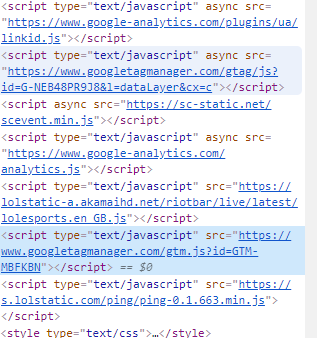 <script type="text/javascript" async src=
"https://www.google-analytics.com/plugins/ua/
linkid.js"></script>
<script type="text/javascript" async src=
"https://www.googletagmanager.com/gtag/js?
id=G-NEB48PR9J8&l=dataLayer&cx=c"></script>
<script async src="https://sc-static.net/
scevent.min.js"></script>
<script type="text/javascript" async src=
"https://www.google-analytics.com/
analytics.js"></script>
<script type="text/javascript" src="https://
lolstatic-a.akamaihd.net/riotbar/live/latest/
lolesports.en_GB.js"></script>
<script type="text/javascript" src="https://
www.googletagmanager.com/gtm.js?id=GTM-
MBFKBN"></script> == $0
<script type="text/javascript" src="https://
s.lolstatic.com/ping/ping-0.1.663.min.js">
</script>
<style type="text/css">…</style>